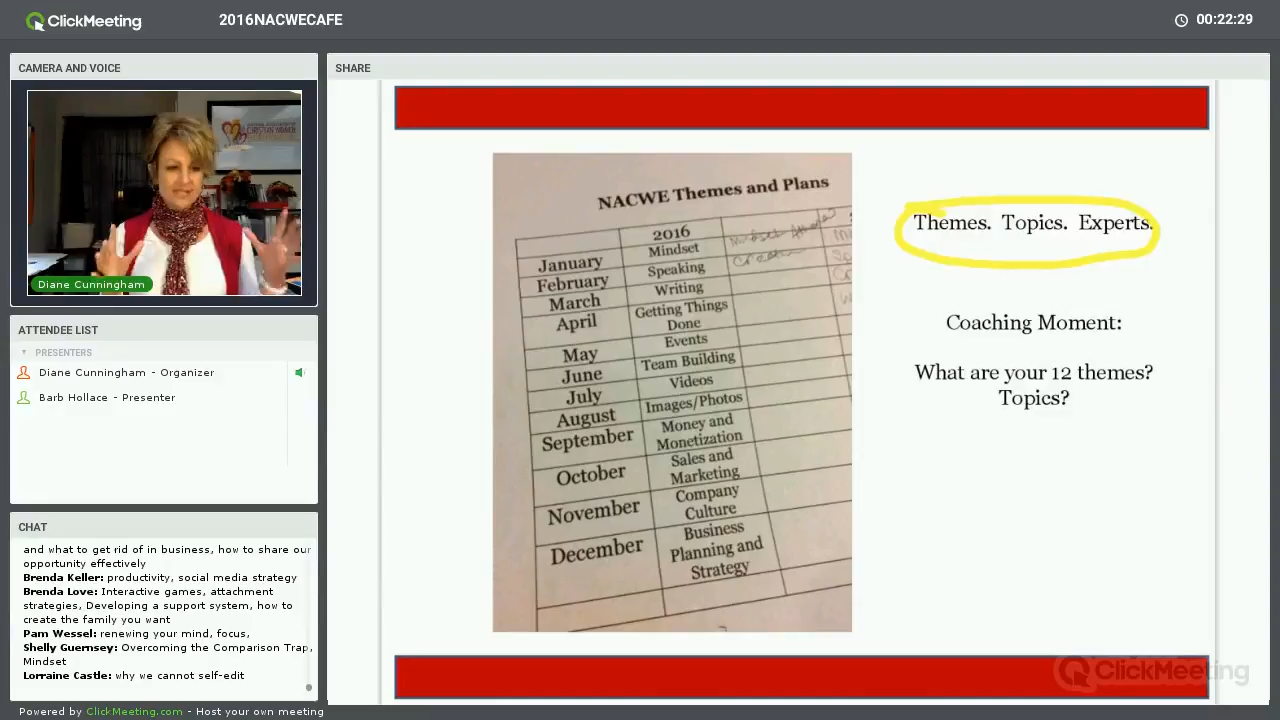 ClickMeeting
2016NACWECAFE
00:22:29
CAMERA AND VOICE
Diane Cunningham
ATTENDEE LIST
PRESENTERS
Diane Cunningham - Organizer
Barb Hollace - Presenter
CHAT
and what to get rid of in business, how to share our
opportunity effectively
Brenda Keller: productivity, social media strategy
Brenda Love: Interactive games, attachment
strategies, Developing a support system, how to
create the family you want
Pam Wessel: renewing your mind, focus,
Shelly Guernsey: Overcoming the Comparison Trap,
Mindset
Lorraine Castle: why we cannot self-edit
Powered by ClickMeeting.com - Host your own meeting
SHARE
NACWE Themes and Plans
2016
January Mindset
February Speaking
March Writing
April Getting Things
Done
May Events
June Team Building
July Videos
August Images/Photos
September Money and
Monetization
October Sales and
Marketing
November Company
Culture
December Business
Planning and
Strategy
Themes. Topics. Experts.
Coaching Moment:
What are your 12 themes?
Topics?
ClickMeeting